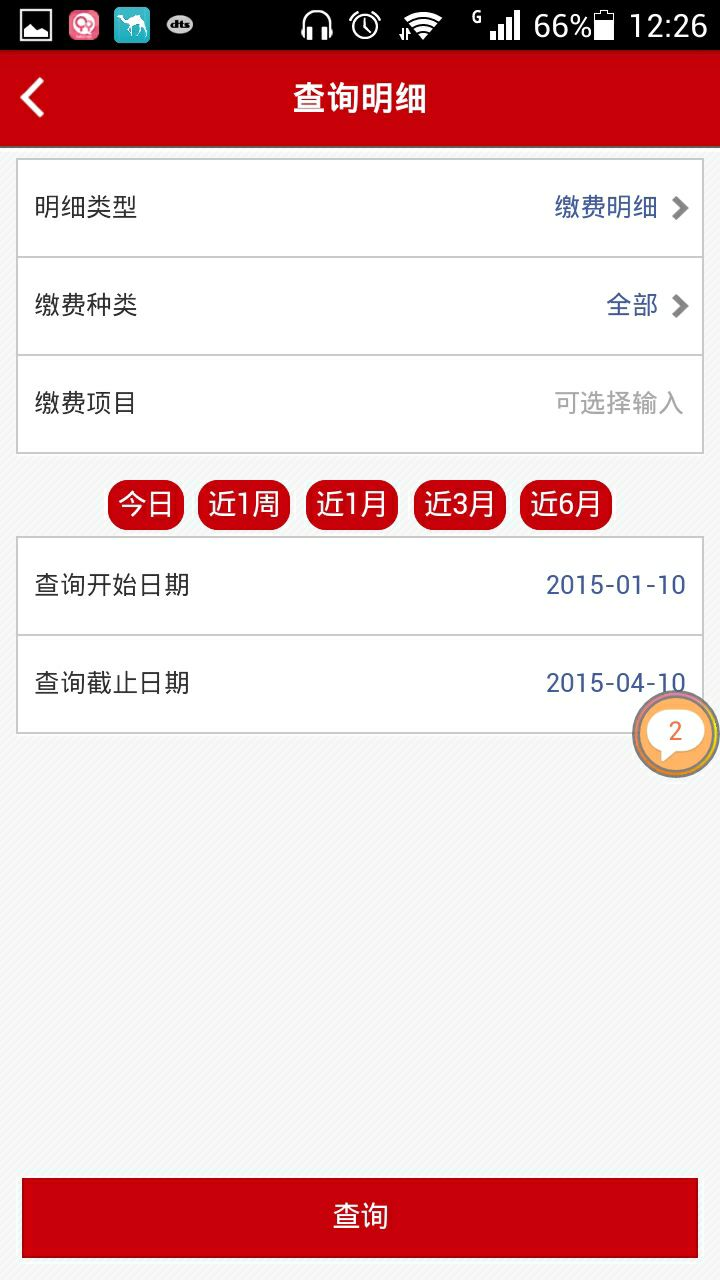 dts G 66% 12:26
查询明细
明细类型 缴费明细
缴费种类 全部
缴费项目 可选择输入
今日 近1周 近1月 近3月 近6月
查询开始日期 2015-01-10
查询截止日期 2015-04-10
2
查询